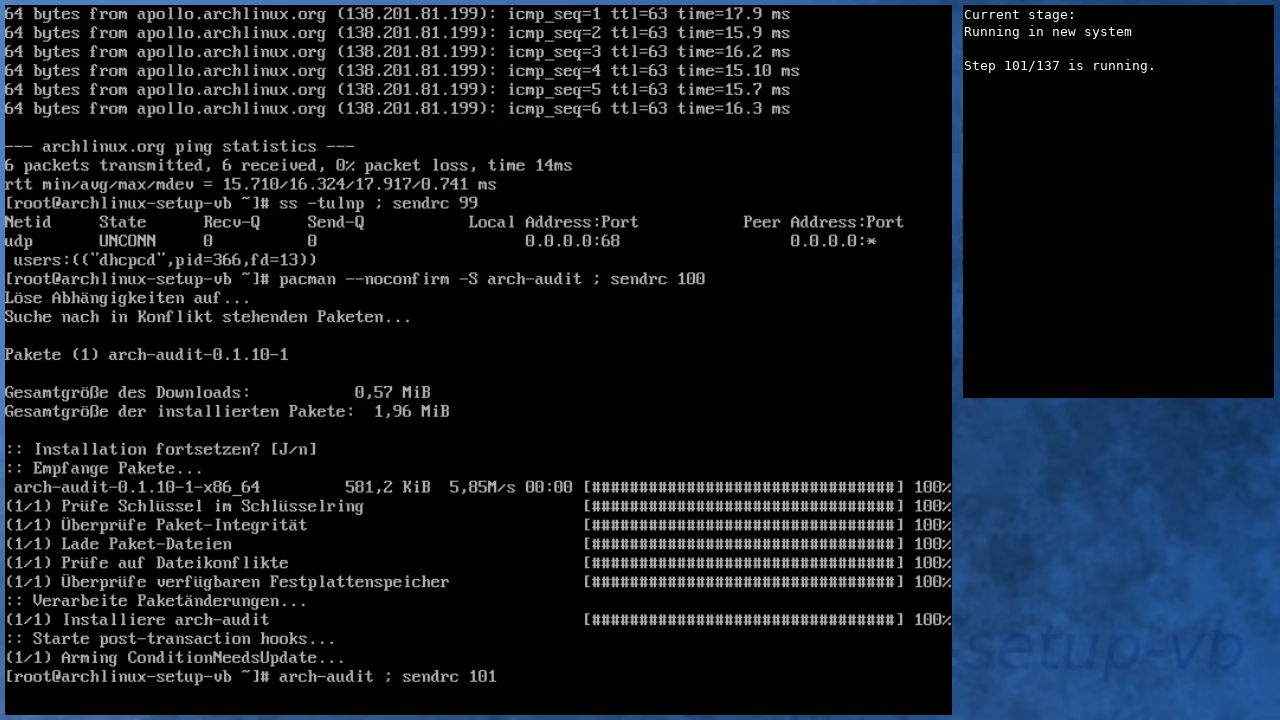 64 bytes from apollo.archlinux.org (138.201.81.199): icmp_seq=1 ttl=63 time=17.9 ms
64 bytes from apollo.archlinux.org (138.201.81.199): icmp_seq=2 ttl=63 time=15.9 ms
64 bytes from apollo.archlinux.org (138.201.81.199): icmp_seq=3 ttl=63 time=16.2 ms
64 bytes from apollo.archlinux.org (138.201.81.199): icmp_seq=4 ttl=63 time=15.10 ms
64 bytes from apollo.archlinux.org (138.201.81.199): icmp_seq=5 ttl=63 time=15.7 ms
64 bytes from apollo.archlinux.org (138.201.81.199): icmp_seq=6 ttl=63 time=16.3 ms
--- archlinux.org ping statistics ---
6 packets transmitted, 6 received, 0% packet loss, time 14ms
rtt min/avg/max/mdev = 15.710/16.324/17.917/0.741 ms
[root@archlinux-setup-vb ~]# ss -tulnp ; sendrc 99
Netid State Recv-Q Send-Q Local Address:Port Peer Address:Port
udp UNCONN 0 0 0.0.0.0:68 0.0.0.0:*
users:(("dhcpcd",pid=366,fd=13))
[root@archlinux-setup-vb ~]# pacman --noconfirm -S arch-audit ; sendrc 100
Löse Abhängigkeiten auf...
Suche nach in Konflikt stehenden Paketen...
Pakete (1) arch-audit-0.1.10-1
Gesamtgröße des Downloads: 0,57 MiB
Gesamtgröße der installierten Pakete: 1,96 MiB
:: Installation fortsetzen? [J/n]
:: Empfange Pakete...
arch-audit-0.1.10-1-x86_64 581,2 KiB 5,85M/s 00:00 [################################] 100%
(1/1) Prüfe Schlüssel im Schlüsselring [################################] 100%
(1/1) Überprüfe Paket-Integrität [################################] 100%
(1/1) Lade Paket-Dateien [################################] 100%
(1/1) Prüfe auf Dateikonflikte [################################] 100%
(1/1) Überprüfe verfügbaren Festplattenspeicher [################################] 100%
:: Verarbeite Paketänderungen...
(1/1) Installiere arch-audit [################################] 100%
:: Starte post-transaction hooks...
(1/1) Arming ConditionNeedsUpdate...
[root@archlinux-setup-vb ~]# arch-audit ; sendrc 101
Current stage:
Running in new system
Step 101/137 is running.
setup-vb